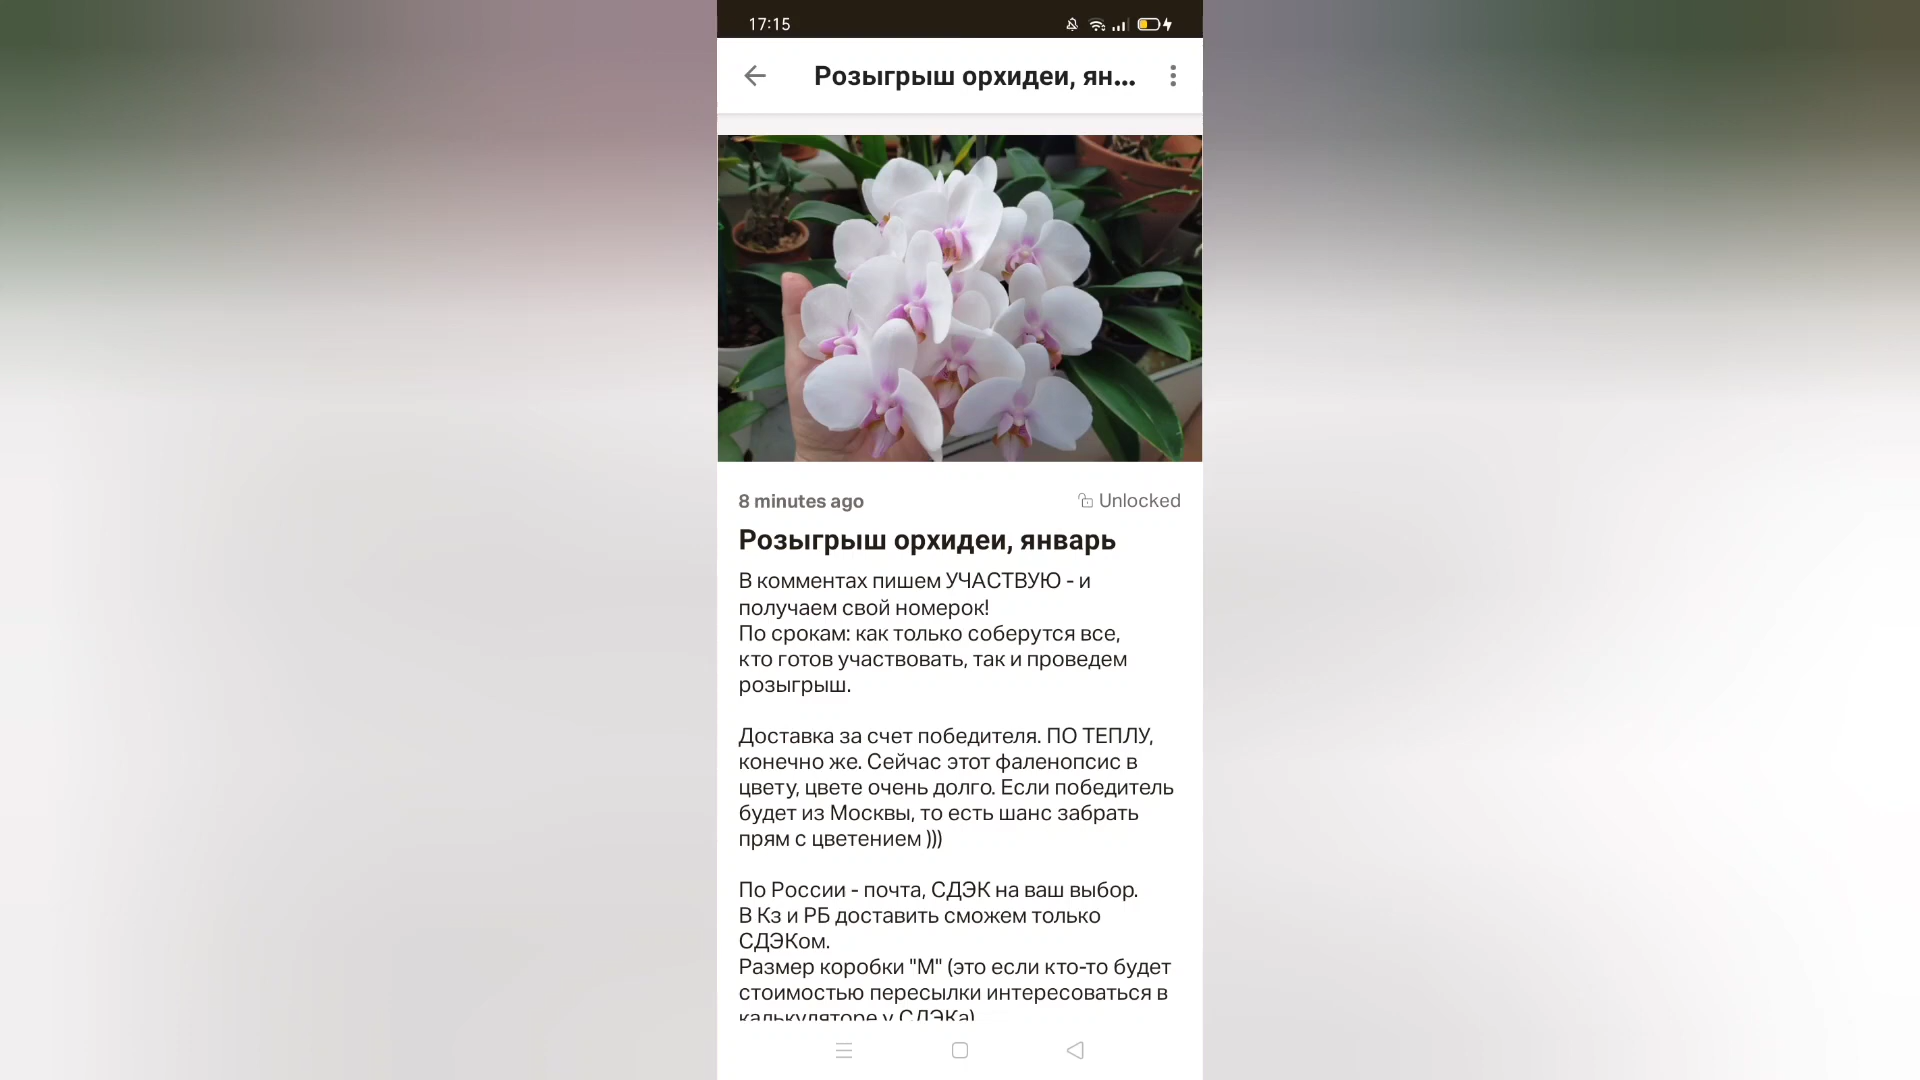 17:15
Розыгрыш орхидеи, ян...
8 minutes ago
Unlocked
Розыгрыш орхидеи, январь
В комментах пишем УЧАСТВУЮ - и
получаем свой номерок!
По срокам: как только соберутся все,
кто готов участвовать, так и проведем
розыгрыш.
Доставка за счет победителя. ПО ТЕПЛУ,
конечно же. Сейчас этот фаленопсис в
цвету, цвете очень долго. Если победитель
будет из Москвы, то есть шанс забрать
прям с цветением )))
По России - почта, СДЭК на ваш выбор.
В Кз и РБ доставить сможем только
СДЭКом.
Размер коробки "М" (это если кто-то будет
стоимостью пересылки интересоваться в
калькуляторе у СДЭКа)